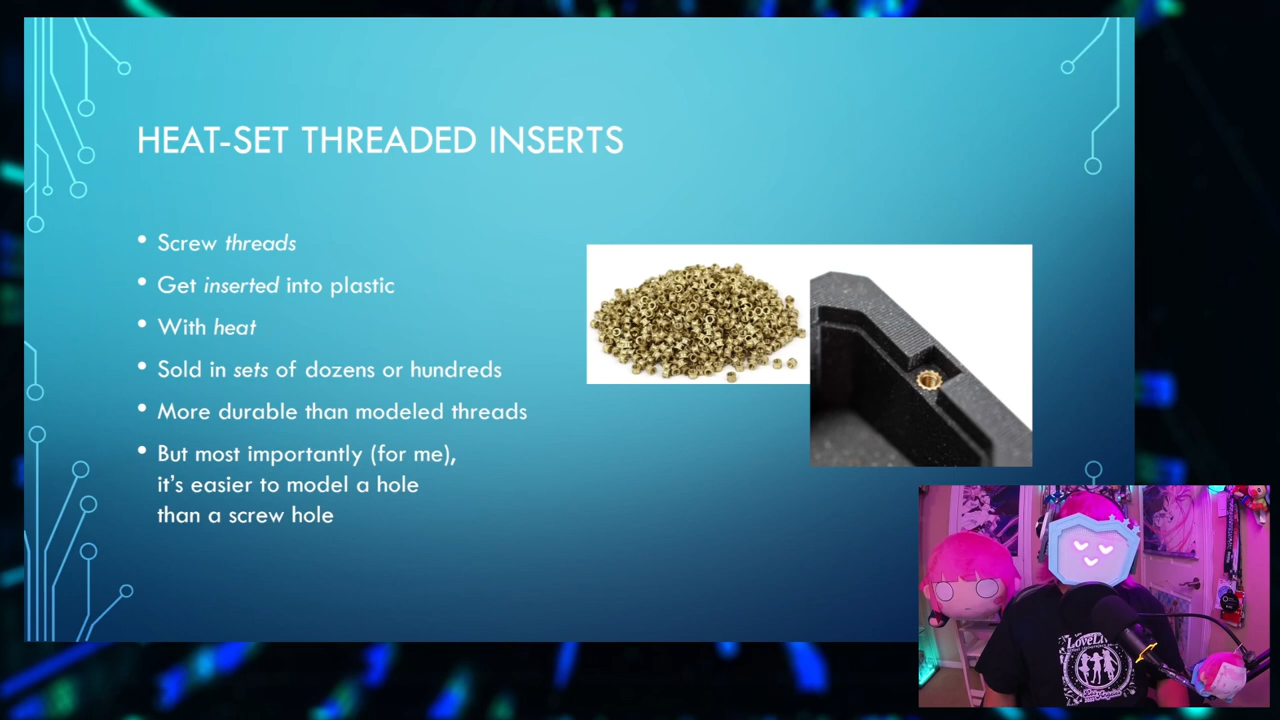 HEAT-SET THREADED INSERTS
• Screw threads
• Get inserted into plastic
• With heat
• Sold in sets of dozens or hundreds
• More durable than modeled threads
• But most importantly (for me),
it's easier to model a hole
than a screw hole
LoveLive